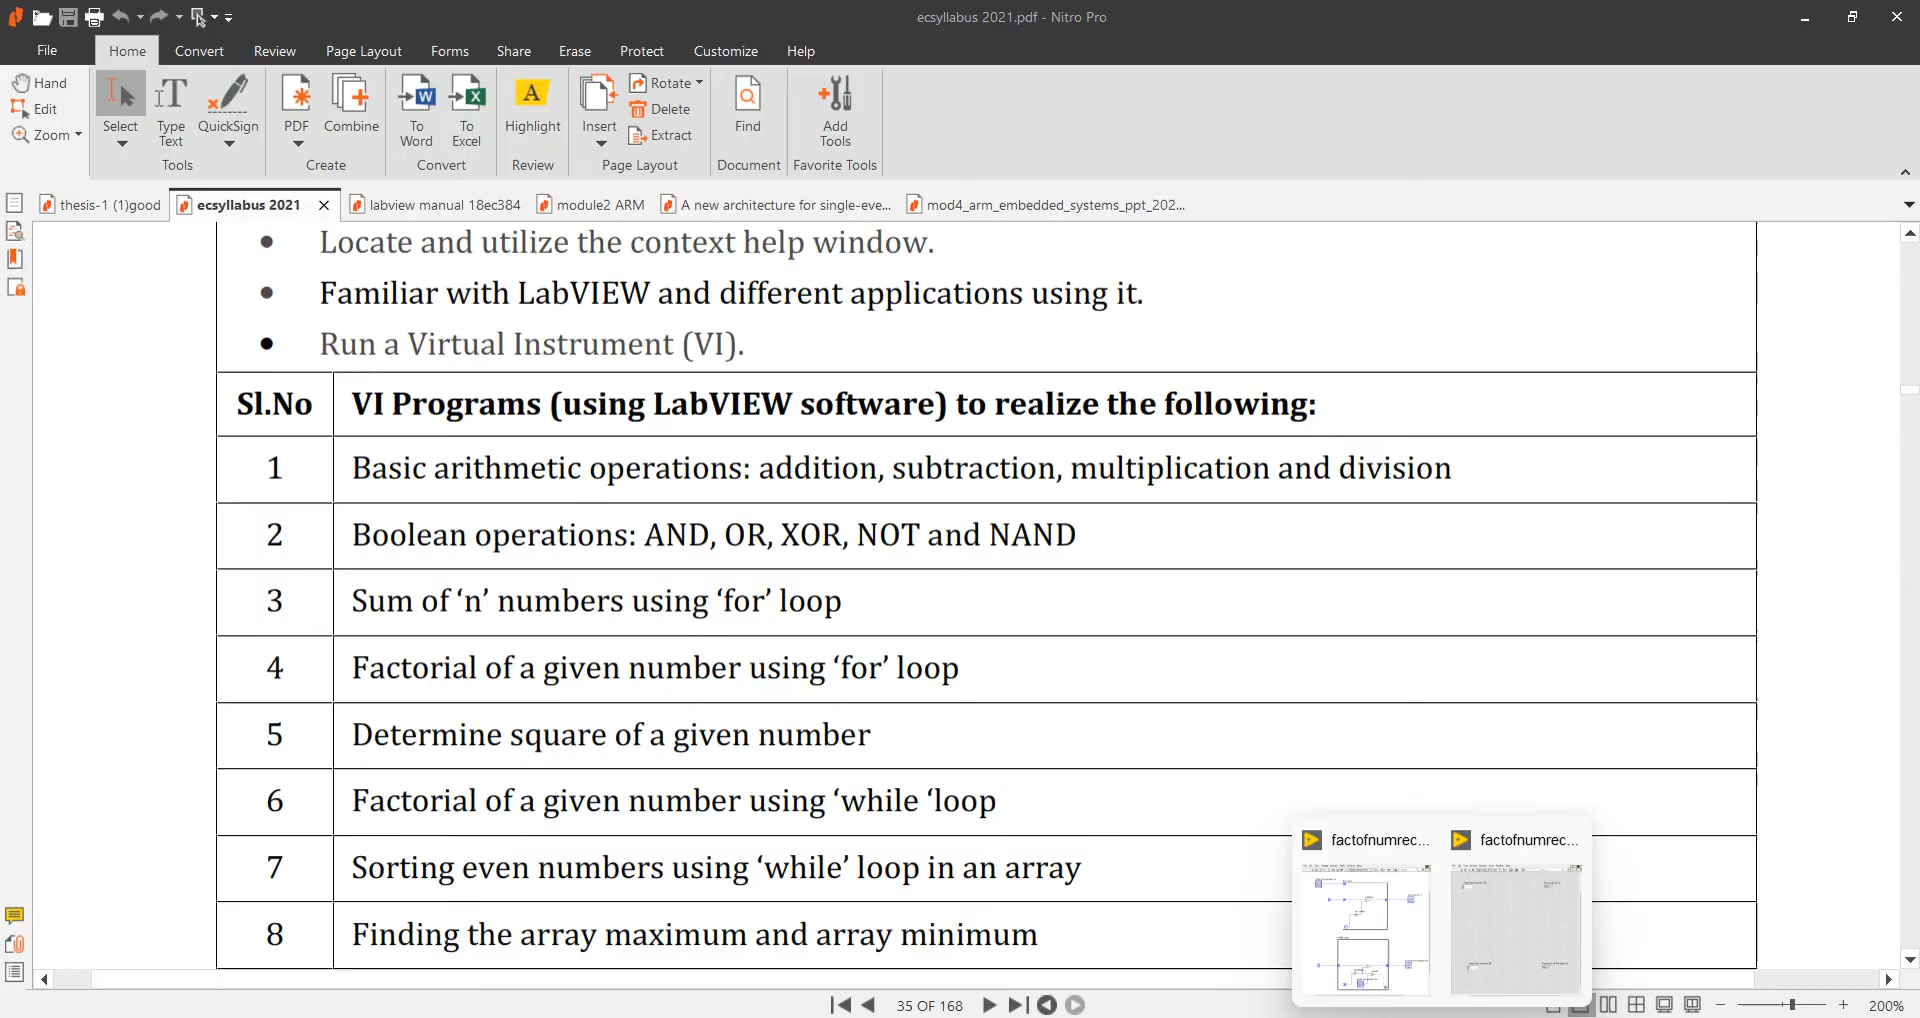 ecsyllabus 2021.pdf - Nitro Pro
File Home Convert Review Page Layout Forms Share Erase Protect Customize Help
Hand
Edit
Zoom
Select
Type Text
QuickSign
Tools
PDF
Combine
Create
To Word
To Excel
Convert
Highlight
Review
Insert
Rotate
Delete
Extract
Page Layout
Find
Document
Add Tools
Favorite Tools
thesis-1 (1)good
ecsyllabus 2021
labview manual 18ec384
module2 ARM
A new architecture for single-eve...
mod4_arm_embedded_systems_ppt_202...
• Locate and utilize the context help window.
• Familiar with LabVIEW and different applications using it.
• Run a Virtual Instrument (VI).
Sl.No VI Programs (using LabVIEW software) to realize the following:
1 Basic arithmetic operations: addition, subtraction, multiplication and division
2 Boolean operations: AND, OR, XOR, NOT and NAND
3 Sum of ‘n’ numbers using ‘for’ loop
4 Factorial of a given number using ‘for’ loop
5 Determine square of a given number
6 Factorial of a given number using ‘while ‘loop
7 Sorting even numbers using ‘while’ loop in an array
8 Finding the array maximum and array minimum
factofnumrec... factofnumrec...
35 OF 168
200%